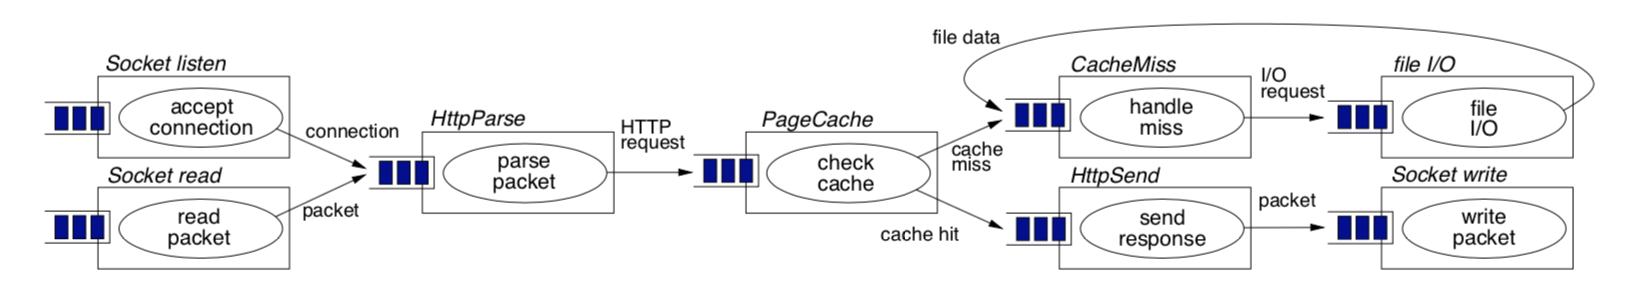 Socket listen
accept
connection
connection
Socket read
read
packet
packet
HttpParse
parse
packet
HTTP
request
PageCache
check
cache
cache
miss
cache hit
file data
CacheMiss
handle
miss
I/O
request
file I/O
file
I/O
HttpSend
send
response
packet
Socket write
write
packet